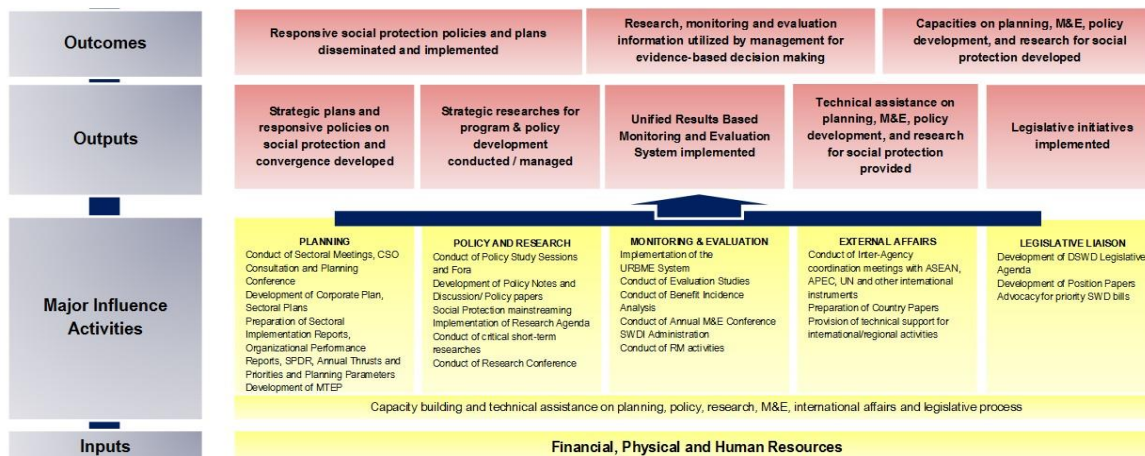 Outcomes
Responsive social protection policies and plans
disseminated and implemented
Research, monitoring and evaluation
information utilized by management for
evidence-based decision making
Capacities on planning, M&E, policy
development, and research for social
protection developed
Outputs
Strategic plans and
responsive policies on
social protection and
convergence developed
Strategic researches for
program & policy
development
conducted / managed
Unified Results Based
Monitoring and Evaluation
System implemented
Technical assistance on
planning, M&E, policy
development, and research
for social protection
provided
Legislative initiatives
implemented
Major Influence
Activities
PLANNING
Conduct of Sectoral Meetings, CSO
Consultation and Planning
Conference
Development of Corporate Plan,
Sectoral Plans
Preparation of Sectoral
Implementation Reports,
Organizational Performance
Reports, SPDR, Annual Thrusts and
Priorities and Planning Parameters
Development of MTEP
POLICY AND RESEARCH
Conduct of Policy Study Sessions
and Fora
Development of Policy Notes and
Discussion/ Policy papers
Social Protection mainstreaming
Implementation of Research Agenda
Conduct of critical short-term
researches
Conduct of Research Conference
MONITORING & EVALUATION
Implementation of the
URBME System
Conduct of Evaluation Studies
Conduct of Benefit Incidence
Analysis
Conduct of Annual M&E Conference
SWDI Administration
Conduct of RM activities
EXTERNAL AFFAIRS
Conduct of Inter-Agency
coordination meetings with ASEAN,
APEC, UN and other international
instruments
Preparation of Country Papers
Provision of technical support for
international/regional activities
LEGISLATIVE LIAISON
Development of DSWD Legislative
Agenda
Development of Position Papers
Advocacy for priority SWD bills
Capacity building and technical assistance on planning, policy, research, M&E, international affairs and legislative process
Inputs
Financial, Physical and Human Resources